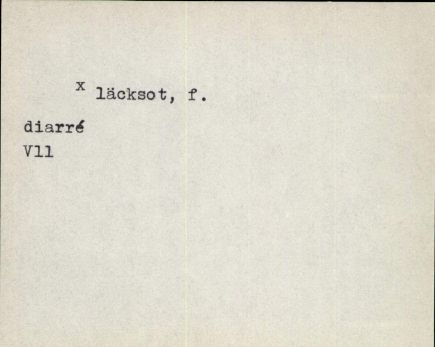 x läcksot, f.
diarré
Vll